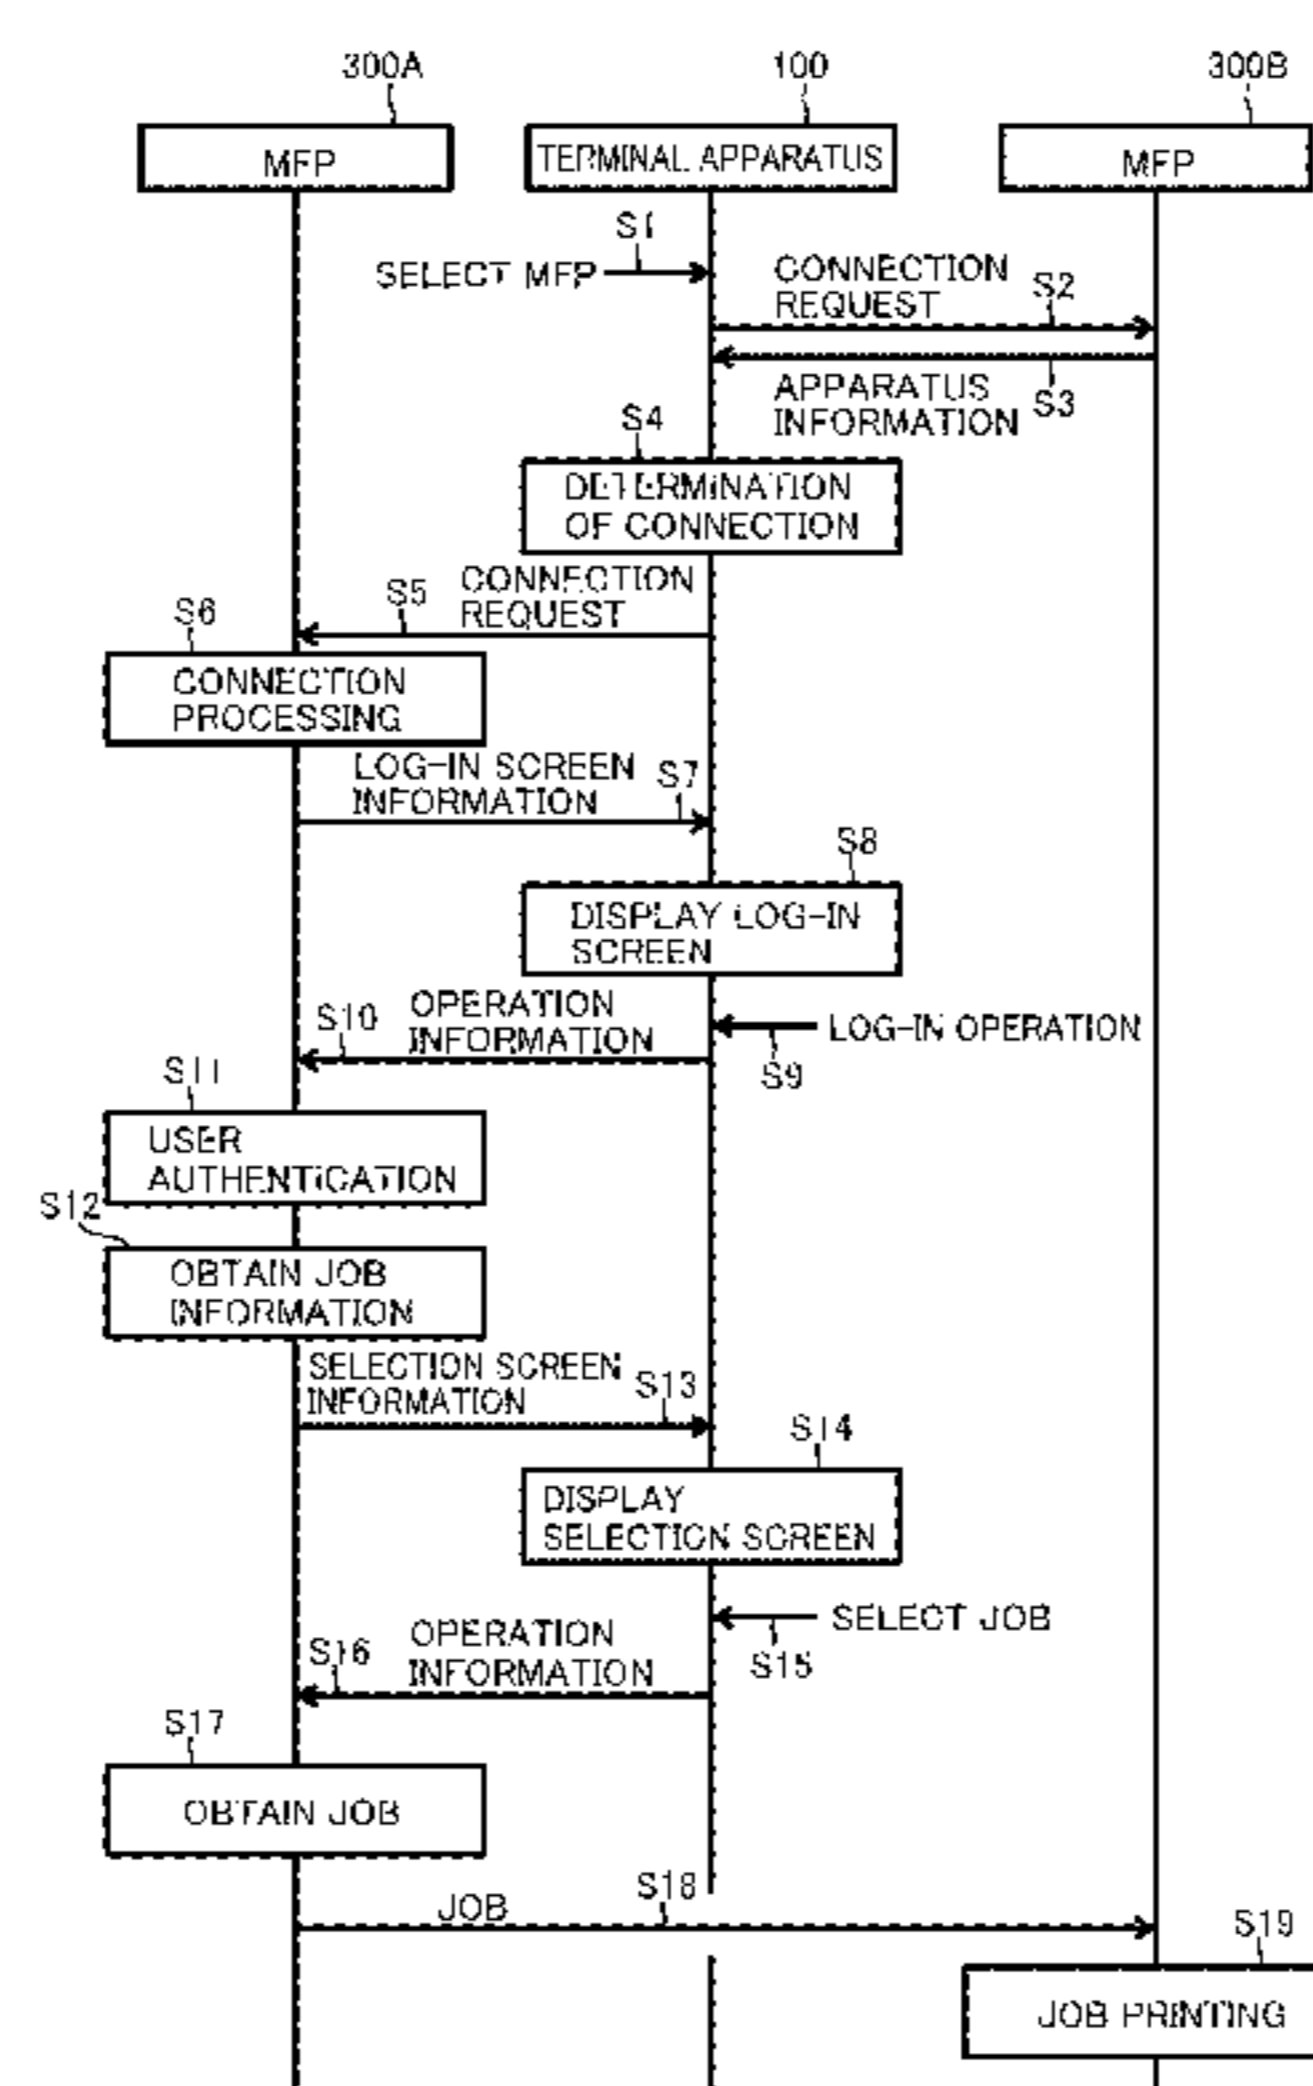 300A
100
300B
MFP
TERMINAL APPARATUS
MFP
S1
SELECT MFP
CONNECTION
REQUEST
S2
APPARATUS
INFORMATION
S3
S4
DETERMINATION
OF CONNECTION
CONNECTION
REQUEST
S5
S6
CONNECTION
PROCESSING
LOG-IN SCREEN
INFORMATION
S7
S8
DISPLAY LOG-IN
SCREEN
OPERATION
INFORMATION
S10
LOG-IN OPERATION
S9
S11
USER
AUTHENTICATION
S12
OBTAIN JOB
INFORMATION
SELECTION SCREEN
INFORMATION
S13
S14
DISPLAY
SELECTION SCREEN
SELECT JOB
S15
OPERATION
INFORMATION
S16
S17
OBTAIN JOB
JOB
S18
S19
JOB PRINTING